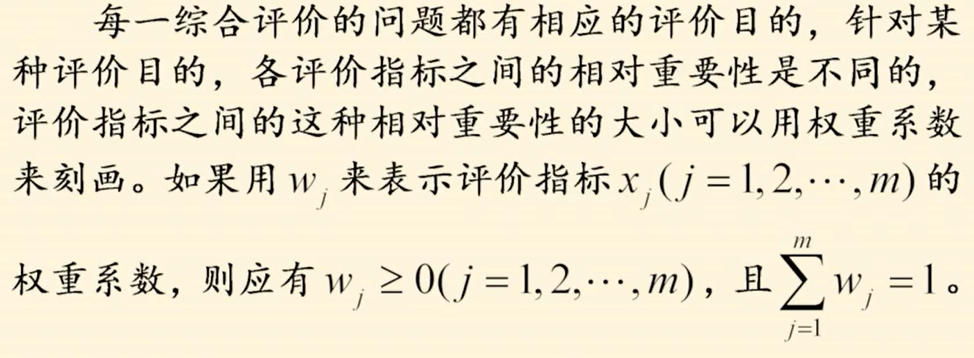 每一综合评价的问题都有相应的评价目的，针对某
种评价目的，各评价指标之间的相对重要性是不同的，
评价指标之间的这种相对重要性的大小可以用权重系数
来刻画。如果用 w_j 来表示评价指标 x_j (j = 1, 2, ⋯, m) 的
权重系数，则应有 w_j ≥ 0(j = 1, 2, ⋯, m)，且 \sum_{j=1}^{m} w_j = 1。